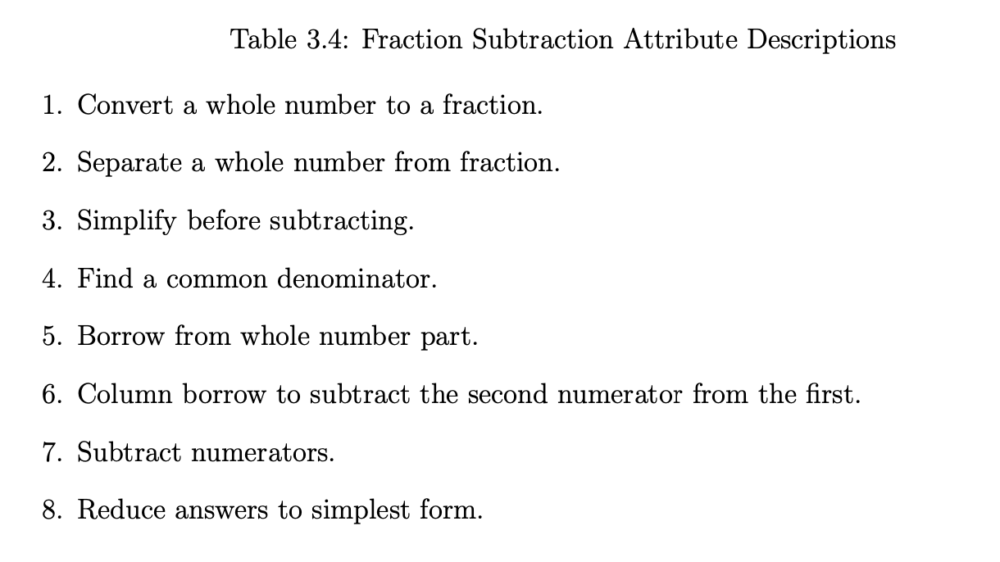 Table 3.4: Fraction Subtraction Attribute Descriptions
1. Convert a whole number to a fraction.
2. Separate a whole number from fraction.
3. Simplify before subtracting.
4. Find a common denominator.
5. Borrow from whole number part.
6. Column borrow to subtract the second numerator from the first.
7. Subtract numerators.
8. Reduce answers to simplest form.